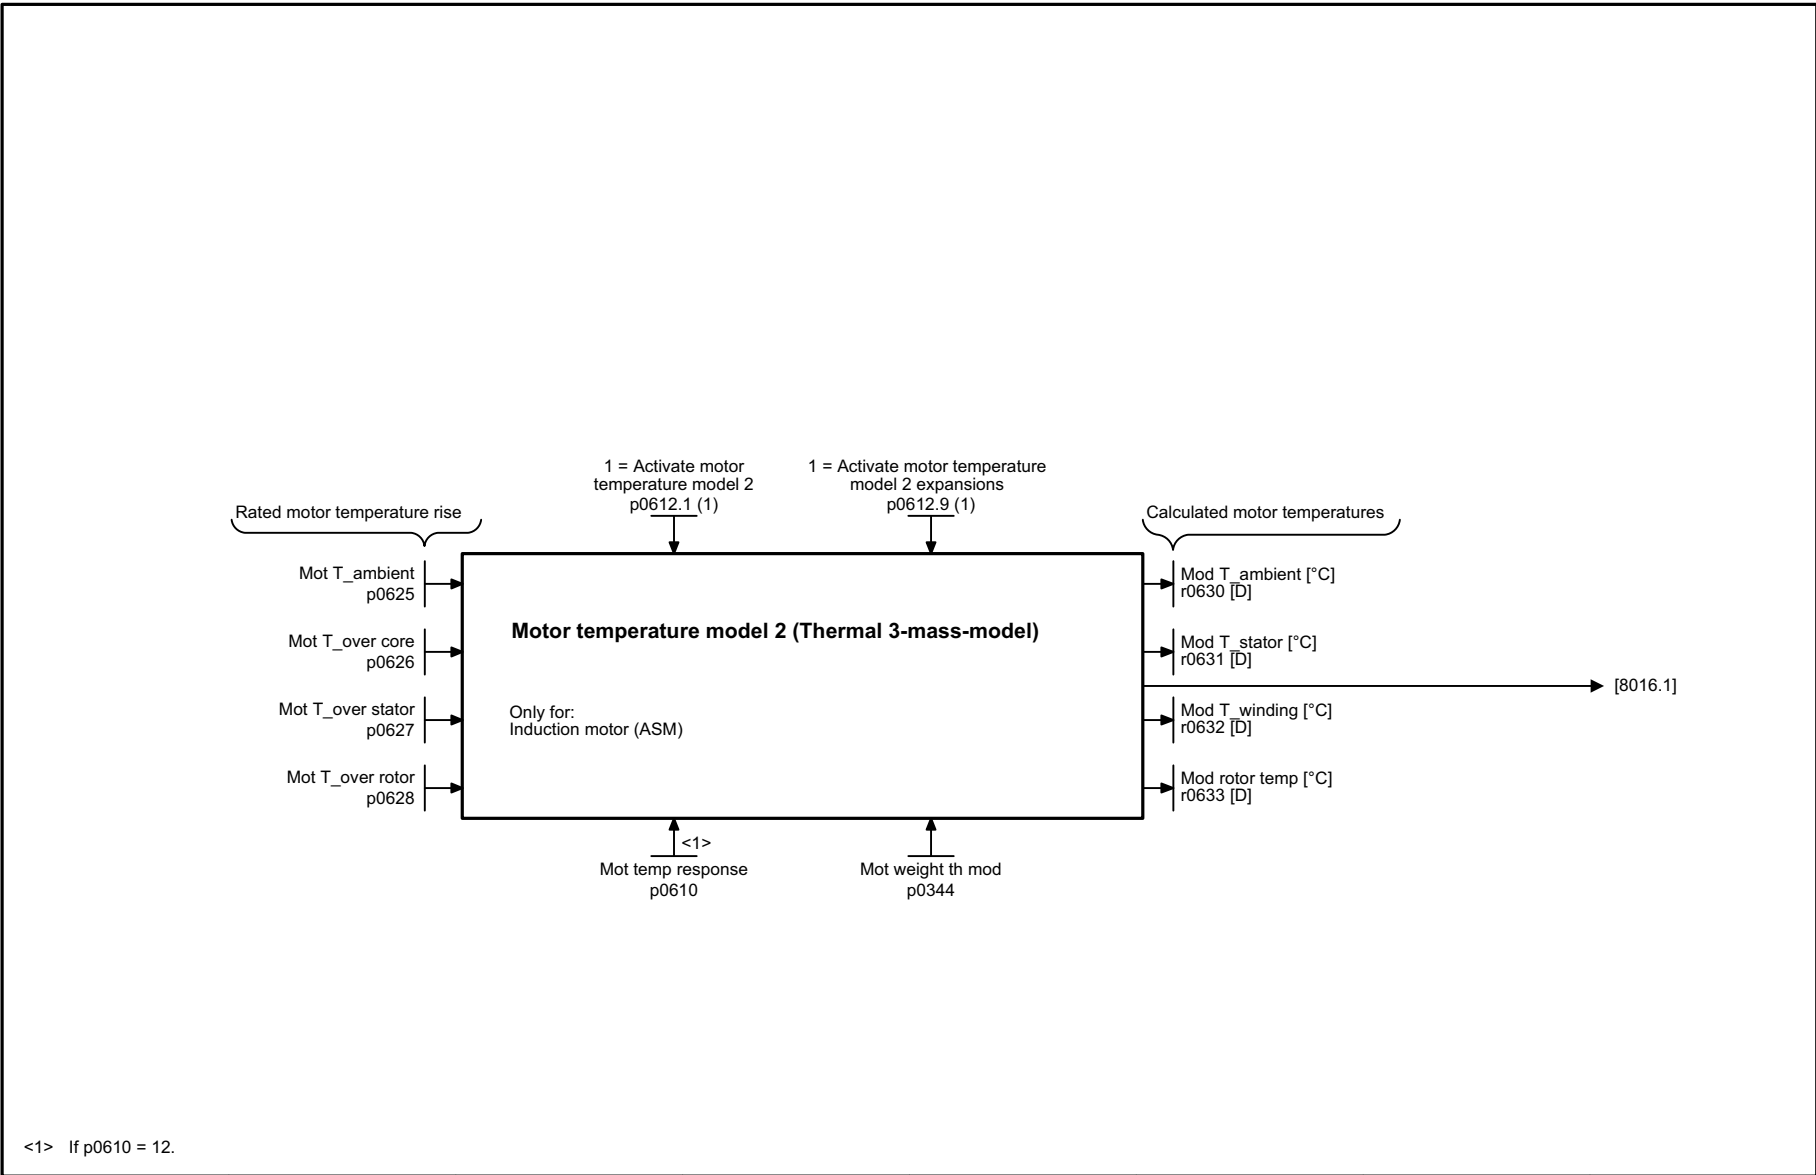 1 = Activate motor
temperature model 2
p0612.1 (1)
1 = Activate motor temperature
model 2 expansions
p0612.9 (1)
Rated motor temperature rise
Calculated motor temperatures
Mot T_ambient
p0625
Mot T_over core
p0626
Mot T_over stator
p0627
Mot T_over rotor
p0628
Motor temperature model 2 (Thermal 3-mass-model)
Only for:
Induction motor (ASM)
Mod T_ambient [°C]
r0630 [D]
Mod T_stator [°C]
r0631 [D]
[8016.1]
Mod T_winding [°C]
r0632 [D]
Mod rotor temp [°C]
r0633 [D]
<1>
Mot temp response
p0610
Mot weight th mod
p0344
<1> If p0610 = 12.